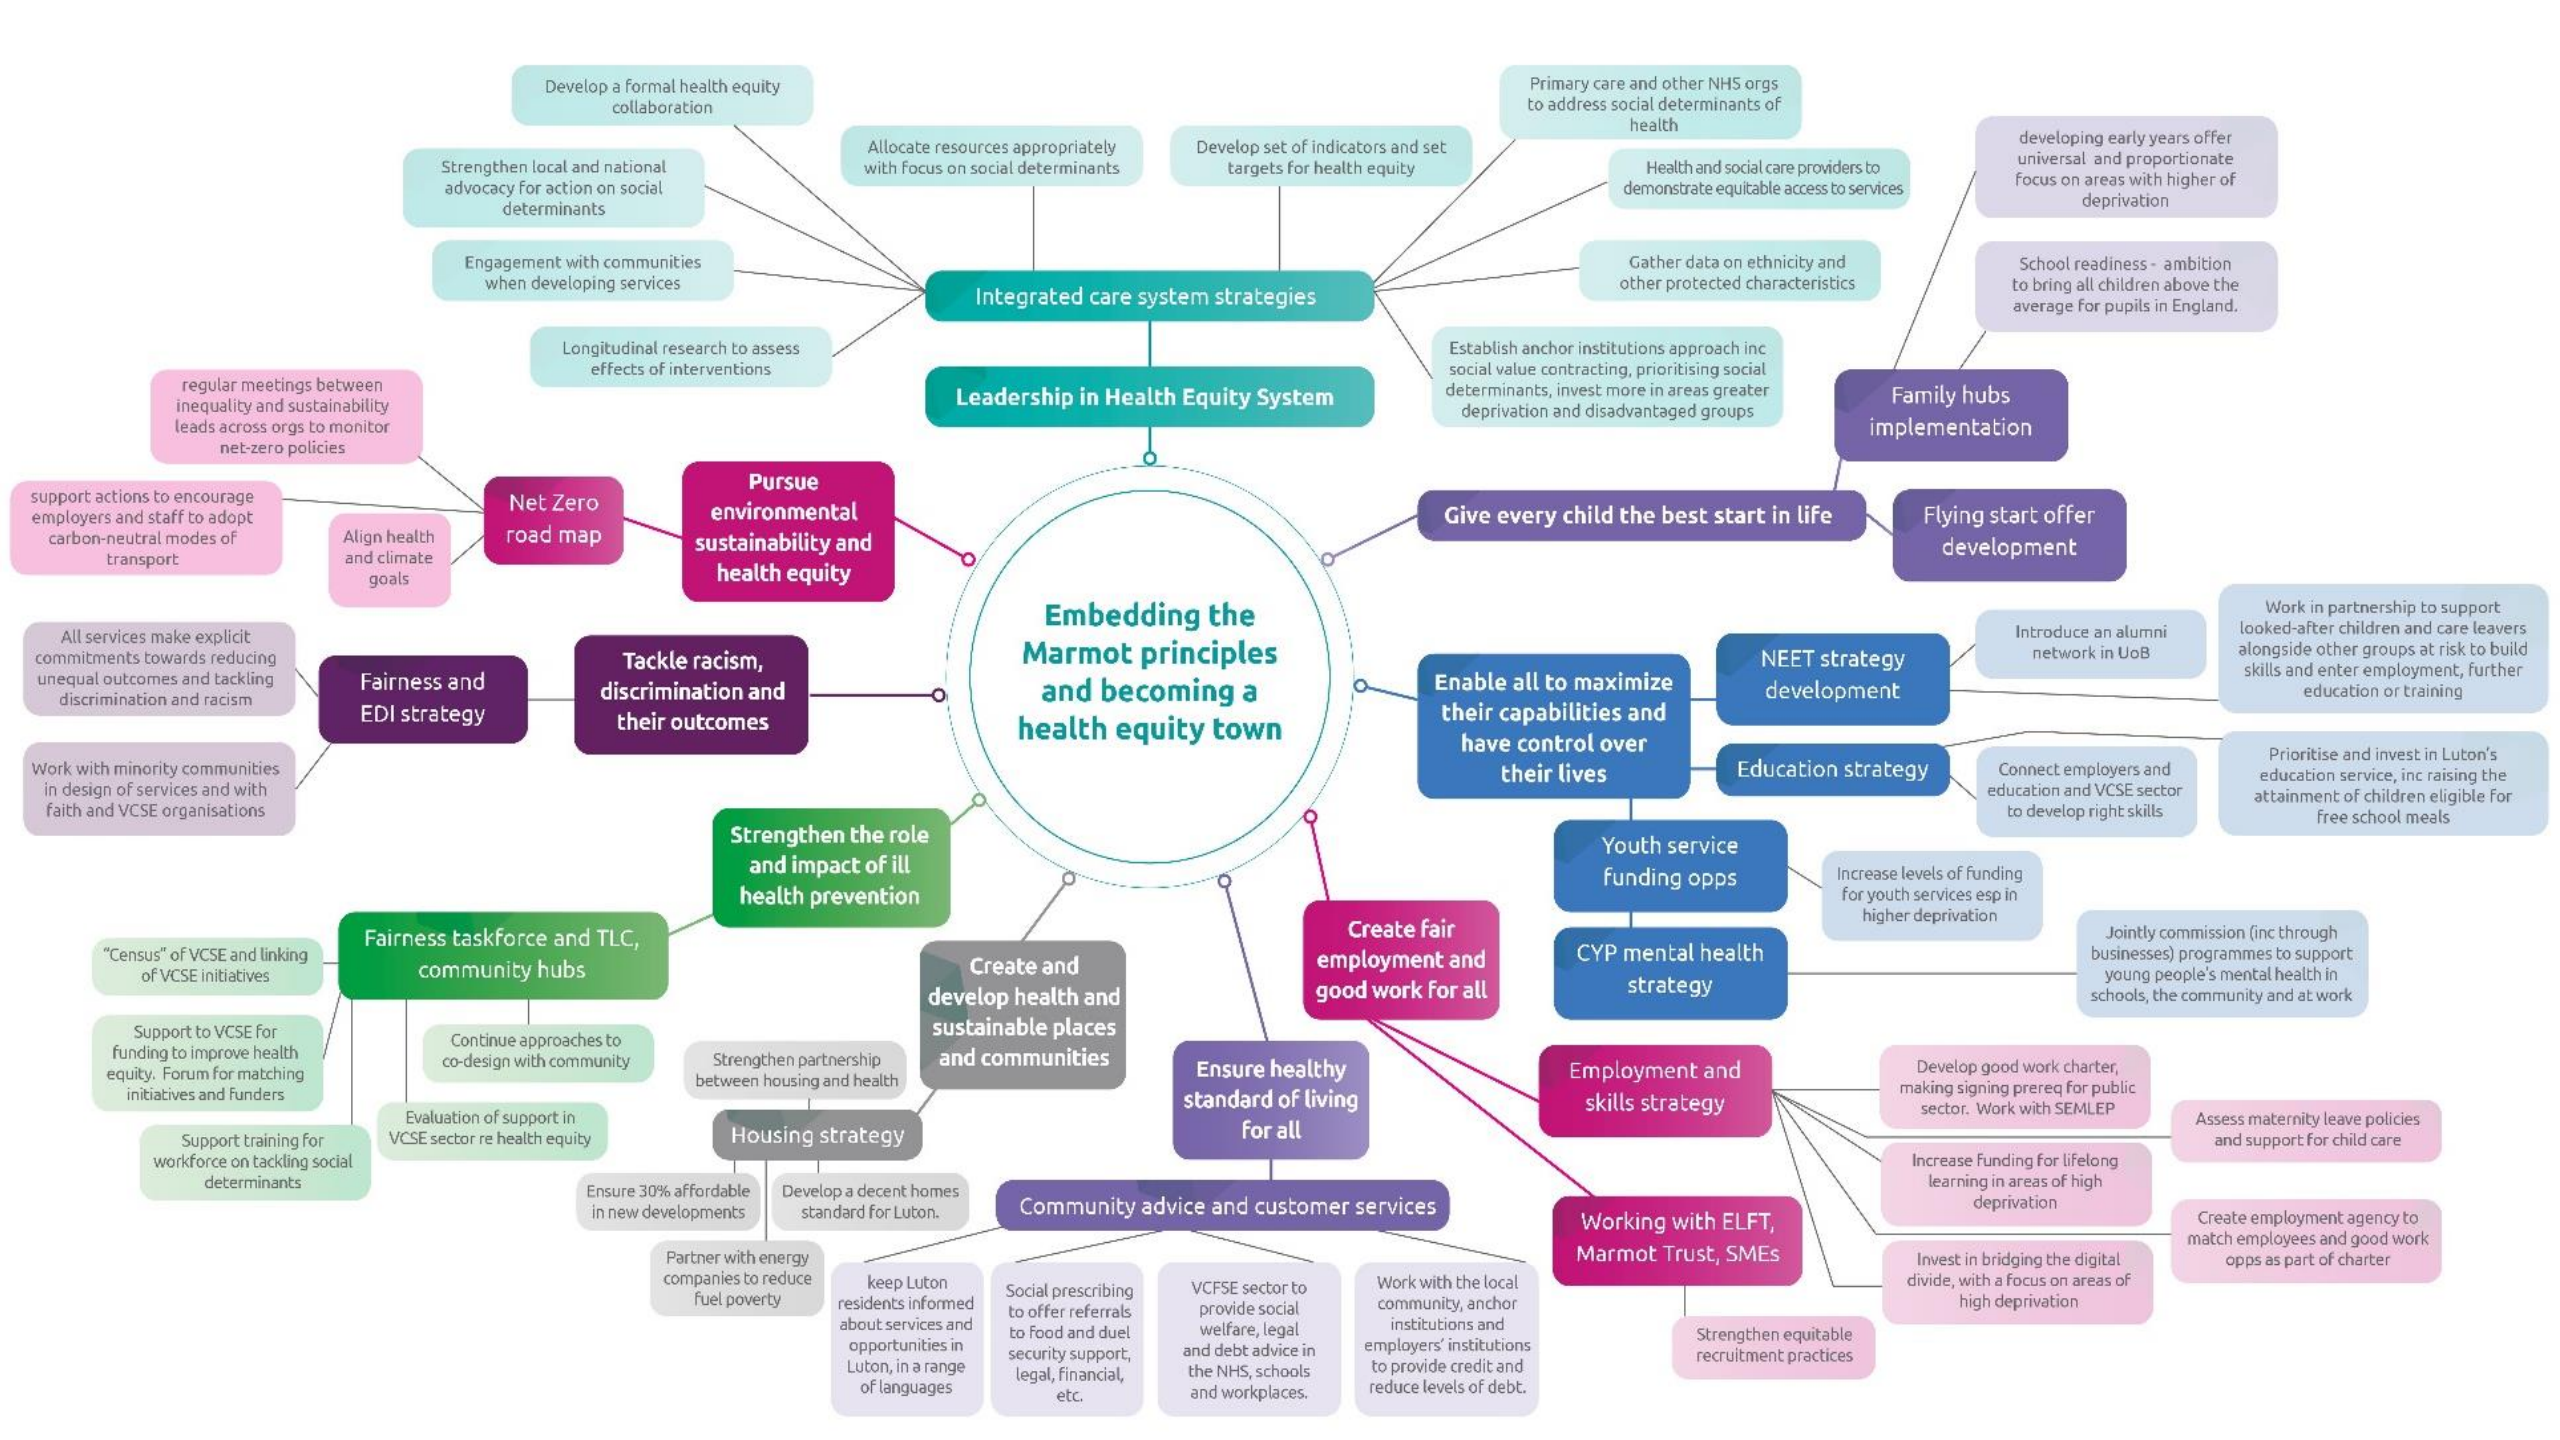 Develop a formal health equity
collaboration
Strengthen local and national
advocacy for action on social
determinants
Engagement with communities
when developing services
Longitudinal research to assess
effects of interventions
Allocate resources appropriately
with focus on social determinants
Develop set of indicators and set
targets for health equity
Primary care and other NHS orgs
to address social determinants of
health
Health and social care providers to
demonstrate equitable access to services
Gather data on ethnicity and
other protected characteristics
Establish anchor institutions approach inc
social value contracting, prioritising social
determinants, invest more in areas greater
deprivation and disadvantaged groups
Integrated care system strategies
Leadership in Health Equity System
developing early years offer
universal and proportionate
focus on areas with higher of
deprivation
School readiness - ambition
to bring all children above the
average for pupils in England.
Family hubs
implementation
Give every child the best start in life
Flying start offer
development
regular meetings between
inequality and sustainability
leads across orgs to monitor
net-zero policies
support actions to encourage
employers and staff to adopt
carbon-neutral modes of
transport
Align health
and climate
goals
Net Zero
road map
Pursue
environmental
sustainability and
health equity
Embedding the
Marmot principles
and becoming a
health equity town
All services make explicit
commitments towards reducing
unequal outcomes and tackling
discrimination and racism
Work with minority communities
in design of services and with
faith and VCSE organisations
Fairness and
EDI strategy
Tackle racism,
discrimination and
their outcomes
Enable all to maximize
their capabilities and
have control over
their lives
NEET strategy
development
Introduce an alumni
network in UoB
Work in partnership to support
looked-after children and care leavers
alongside other groups at risk to build
skills and enter employment, further
education or training
Education strategy
Connect employers and
education and VCSE sector
to develop right skills
Prioritise and invest in Luton's
education service, inc raising the
attainment of children eligible for
free school meals
Youth service
funding opps
Increase levels of funding
for youth services esp in
higher deprivation
CYP mental health
strategy
Jointly commission (inc through
businesses) programmes to support
young people's mental health in
schools, the community and at work
Strengthen the role
and impact of ill
health prevention
Fairness taskforce and TLC,
community hubs
"Census" of VCSE and linking
of VCSE initiatives
Support to VCSE for
funding to improve health
equity. Forum for matching
initiatives and funders
Support training for
workforce on tackling social
determinants
Evaluation of support in
VCSE sector re health equity
Continue approaches to
co-design with community
Create and
develop health and
sustainable places
and communities
Strengthen partnership
between housing and health
Housing strategy
Ensure 30% affordable
in new developments
Develop a decent homes
standard for Luton.
Partner with energy
companies to reduce
fuel poverty
Ensure healthy
standard of living
for all
Community advice and customer services
keep Luton
residents informed
about services and
opportunities in
Luton, in a range
of languages
Social prescribing
to offer referrals
to food and duel
security support,
legal, financial,
etc.
VCFSE sector to
provide social
welfare, legal
and debt advice in
the NHS, schools
and workplaces.
Work with the local
community, anchor
institutions and
employers' institutions
to provide credit and
reduce levels of debt.
Create fair
employment and
good work for all
Employment and
skills strategy
Develop good work charter,
making signing prereq for public
sector. Work with SEMLEP
Assess maternity leave policies
and support for child care
Increase funding for lifelong
learning in areas of high
deprivation
Create employment agency to
match employees and good work
opps as part of charter
Invest in bridging the digital
divide, with a focus on areas of
high deprivation
Working with ELFT,
Marmot Trust, SMEs
Strengthen equitable
recruitment practices